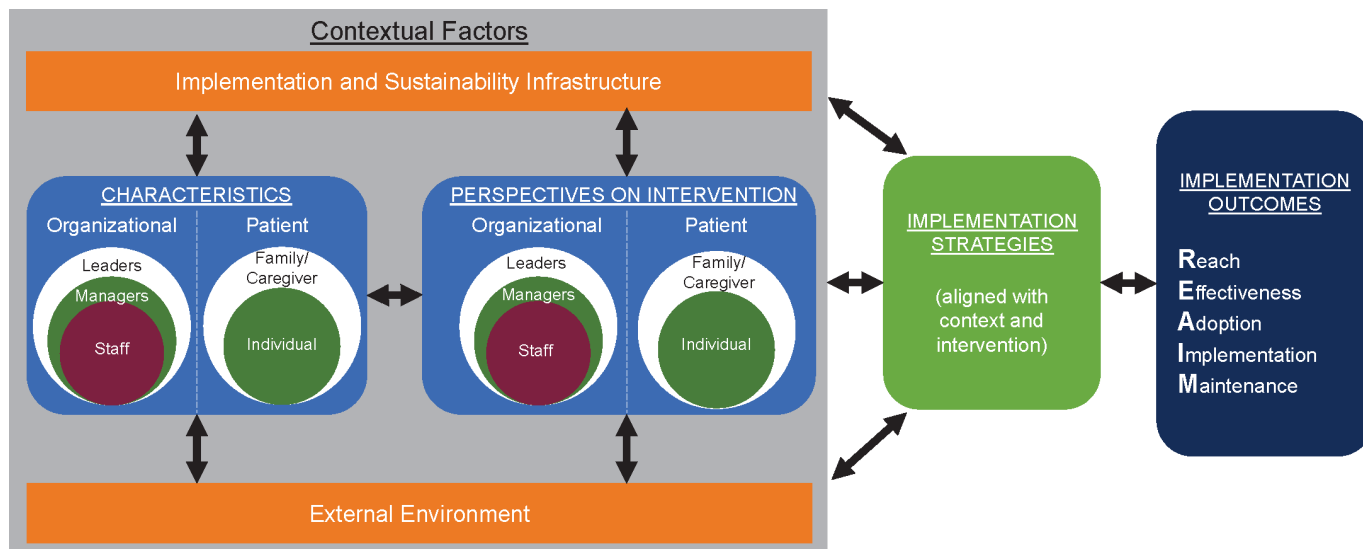 Contextual Factors
Implementation and Sustainability Infrastructure
CHARACTERISTICS
Organizational
Patient
Leaders
Managers
Staff
Family/
Caregiver
Individual
PERSPECTIVES ON INTERVENTION
Organizational
Patient
Leaders
Managers
Staff
Family/
Caregiver
Individual
External Environment
IMPLEMENTATION
STRATEGIES
(aligned with
context and
intervention)
IMPLEMENTATION
OUTCOMES
Reach
Effectiveness
Adoption
Implementation
Maintenance